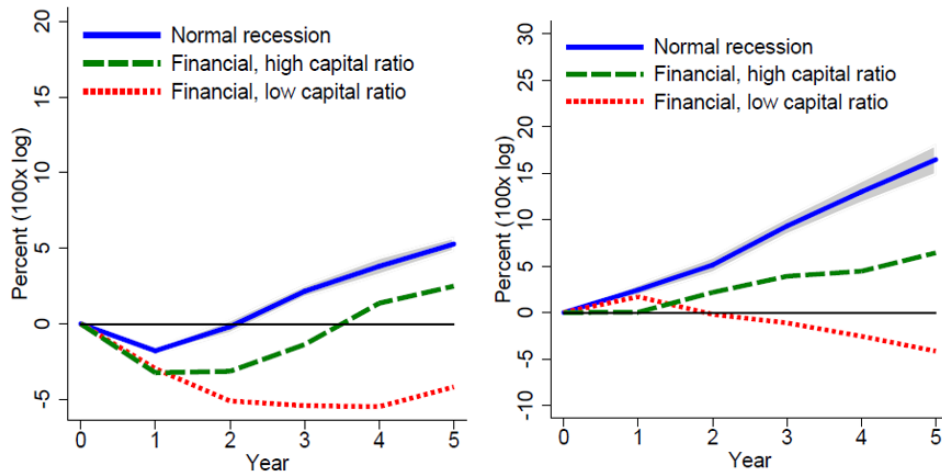 20
15
10
5
0
-5
Percent (100x log)
Normal recession
Financial, high capital ratio
Financial, low capital ratio
0 1 2 3 4 5
Year
30
25
20
15
10
5
0
-5
-10
Percent (100x log)
Normal recession
Financial, high capital ratio
Financial, low capital ratio
0 1 2 3 4 5
Year